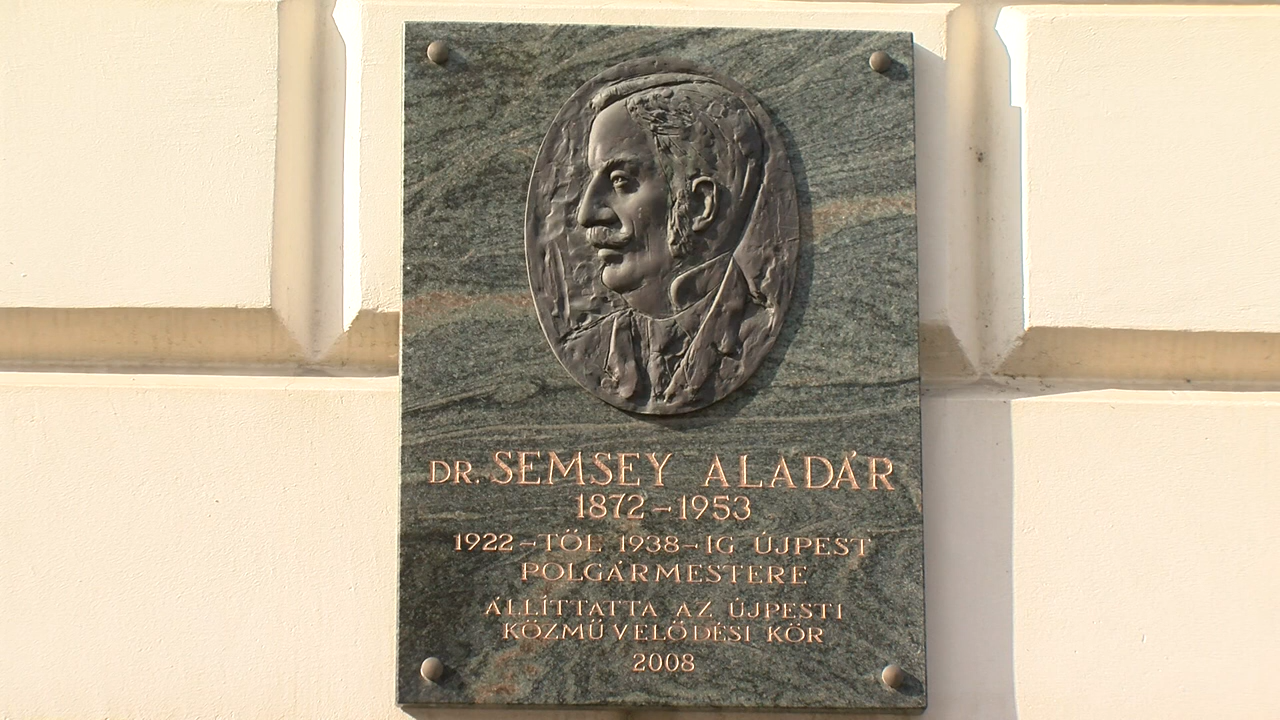 DR. SEMSEY ALADÁR
1872–1953
1922–TŐL 1938–IG ÚJPEST
POLGÁRMESTERE
ÁLLÍTTATTA AZ ÚJPESTI
KÖZMŰVELŐDÉSI KÖR
2008